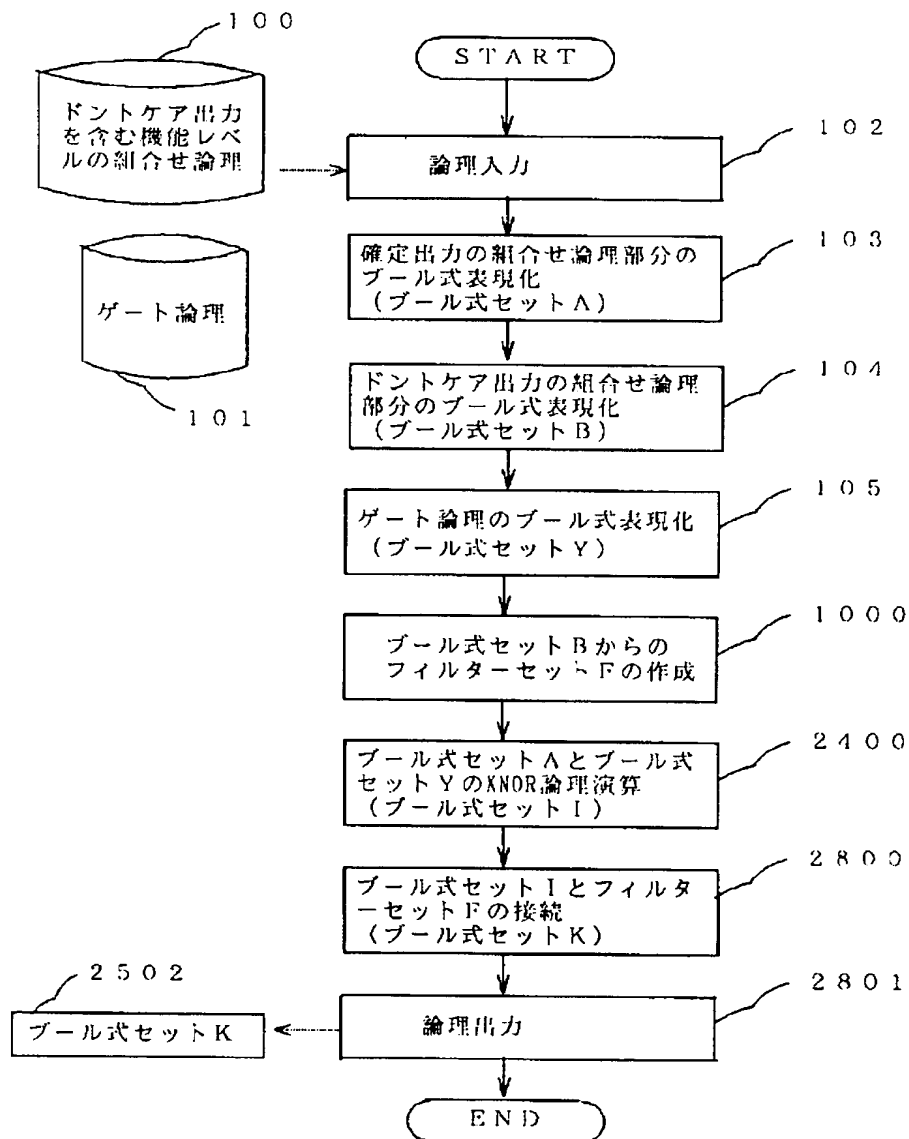 100
START
ドントケア出力
を含む機能レベ
ルの組合せ論理
102
論理入力
103
確定出力の組合せ論理部分の
ブール式表現化
(ブール式セットA)
ゲート論理
101
104
ドントケア出力の組合せ論理
部分のブール式表現化
(ブール式セットB)
105
ゲート論理のブール式表現化
(ブール式セットY)
1000
ブール式セットBからの
フィルターセットFの作成
2400
ブール式セットAとブール式
セットYのXNOR論理演算
(ブール式セットI)
2800
ブール式セットIとフィルタ
ーセットFの接続
(ブール式セットK)
2502
2801
ブール式セットK
論理出力
END